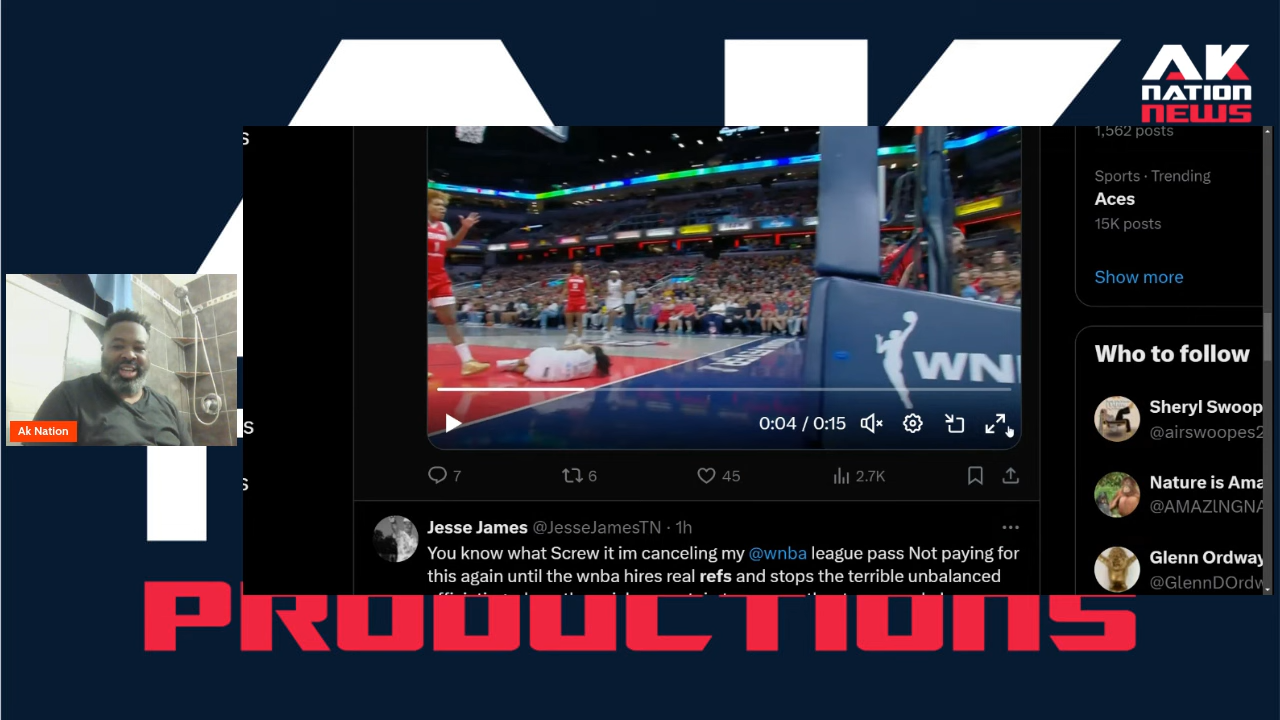 AK
NATION
NEWS
1,562 posts
Sports · Trending
Aces
15K posts
Show more
Who to follow
Sheryl Swoop
@airswoopes2
Nature is Ama
@AMAZlNGNA
Glenn Ordway
@GlennDOrdw
WN
0:04 / 0:15
7
6
45
2.7K
Jesse James @JesseJamesTN · 1h
You know what Screw it im canceling my @wnba league pass Not paying for
this again until the wnba hires real refs and stops the terrible unbalanced
Ak Nation
PRODUCTIONS